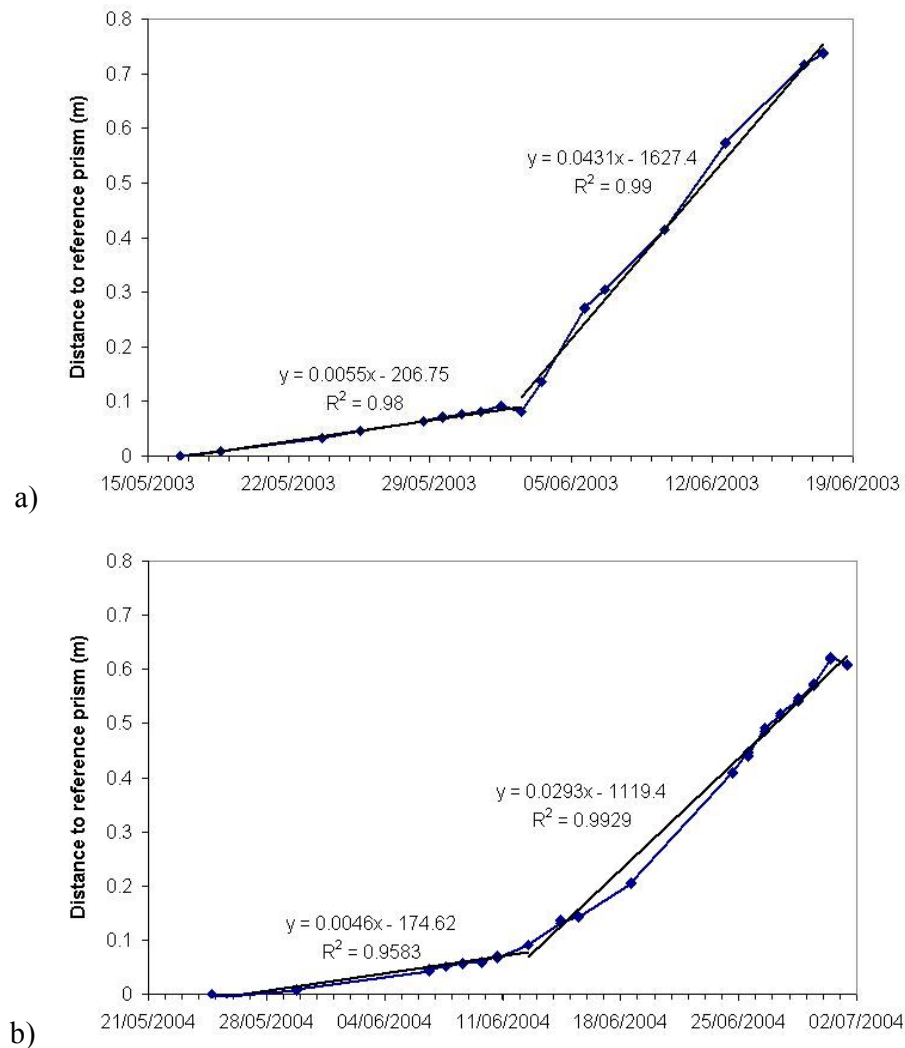 0.8
0.7
0.6
0.5
0.4
0.3
0.2
0.1
0
Distance to reference prism (m)
y = 0.0431x - 1627.4
R² = 0.99
y = 0.0055x - 206.75
R² = 0.98
15/05/2003 22/05/2003 29/05/2003 05/06/2003 12/06/2003 19/06/2003
a)
0.8
0.7
0.6
0.5
0.4
0.3
0.2
0.1
0
Distance to reference prism (m)
y = 0.0293x - 1119.4
R² = 0.9929
y = 0.0046x - 174.62
R² = 0.9583
21/05/2004 28/05/2004 04/06/2004 11/06/2004 18/06/2004 25/06/2004 02/07/2004
b)